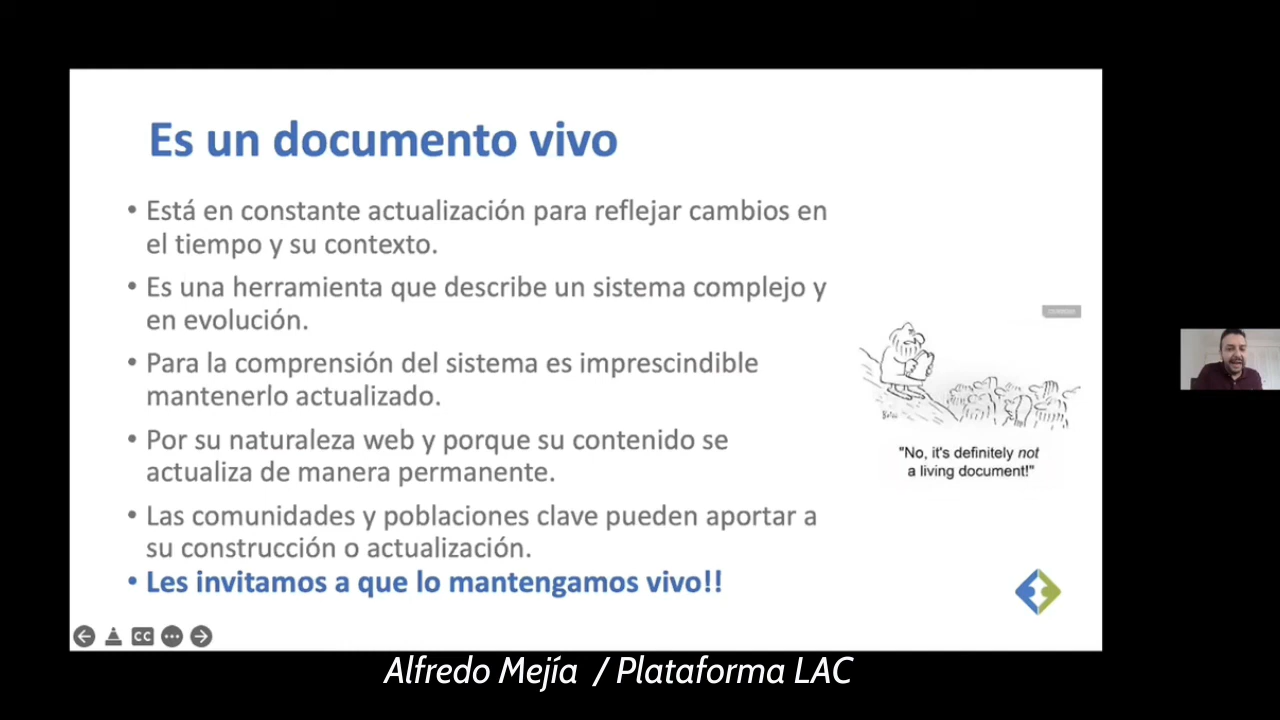 Es un documento vivo
• Está en constante actualización para reflejar cambios en
el tiempo y su contexto.
• Es una herramienta que describe un sistema complejo y
en evolución.
• Para la comprensión del sistema es imprescindible
mantenerlo actualizado.
• Por su naturaleza web y porque su contenido se
actualiza de manera permanente.
• Las comunidades y poblaciones clave pueden aportar a
su construcción o actualización.
• Les invitamos a que lo mantengamos vivo!!
"No, it's definitely not
a living document!"
CC
Alfredo Mejía / Plataforma LAC